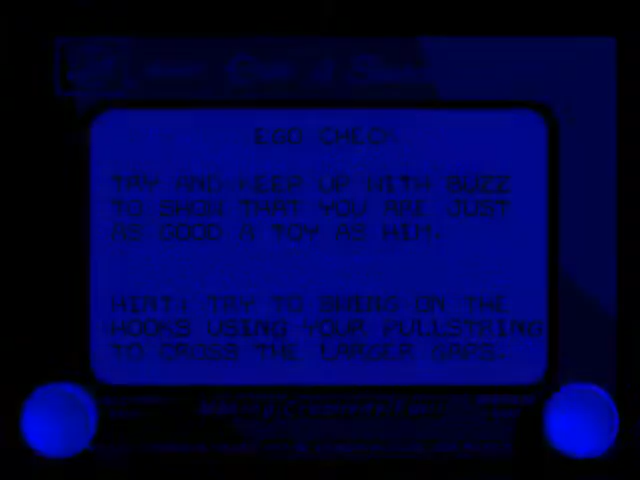 EGO CHECK
TRY AND KEEP UP WITH BUZZ
TO SHOW THAT YOU ARE JUST
AS GOOD A TOY AS HIM.
HINT: TRY TO SWING ON THE
HOOKS USING YOUR PULLSTRING
TO CROSS THE LARGER GAPS.